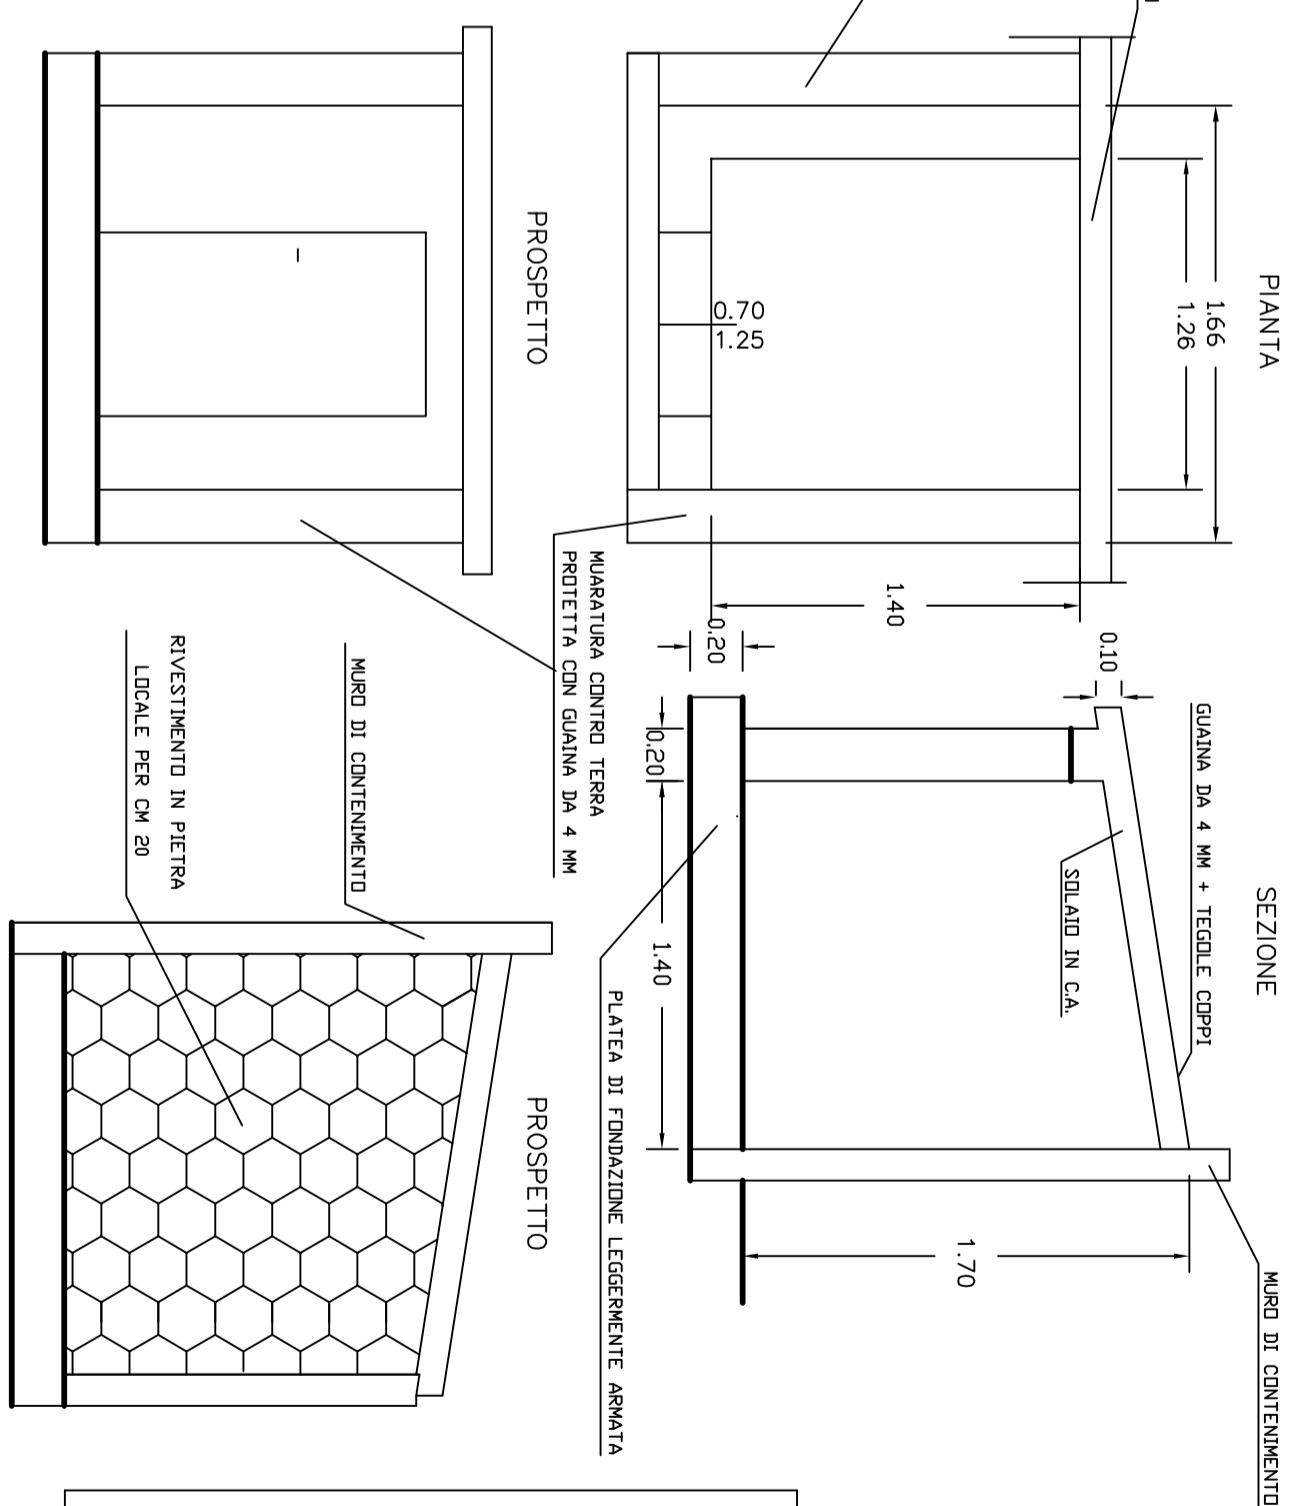 PIANTA
1.66
1.26
0.70
1.25
1.40
MUARATURA CONTRO TERRA
PROTETTA CON GUAINA DA 4 MM
SEZIONE
GUAINA DA 4 MM + TEGOLE COPPI
0.10
SOLAIO IN C.A.
0.20
0.20
1.40
1.70
MURO DI CONTENIMENTO
PLATEA DI FONDAZIONE LEGGERMENTE ARMATA
PROSPETTO
PROSPETTO
MURO DI CONTENIMENTO
RIVESTIMENTO IN PIETRA
LOCALE PER CM 20